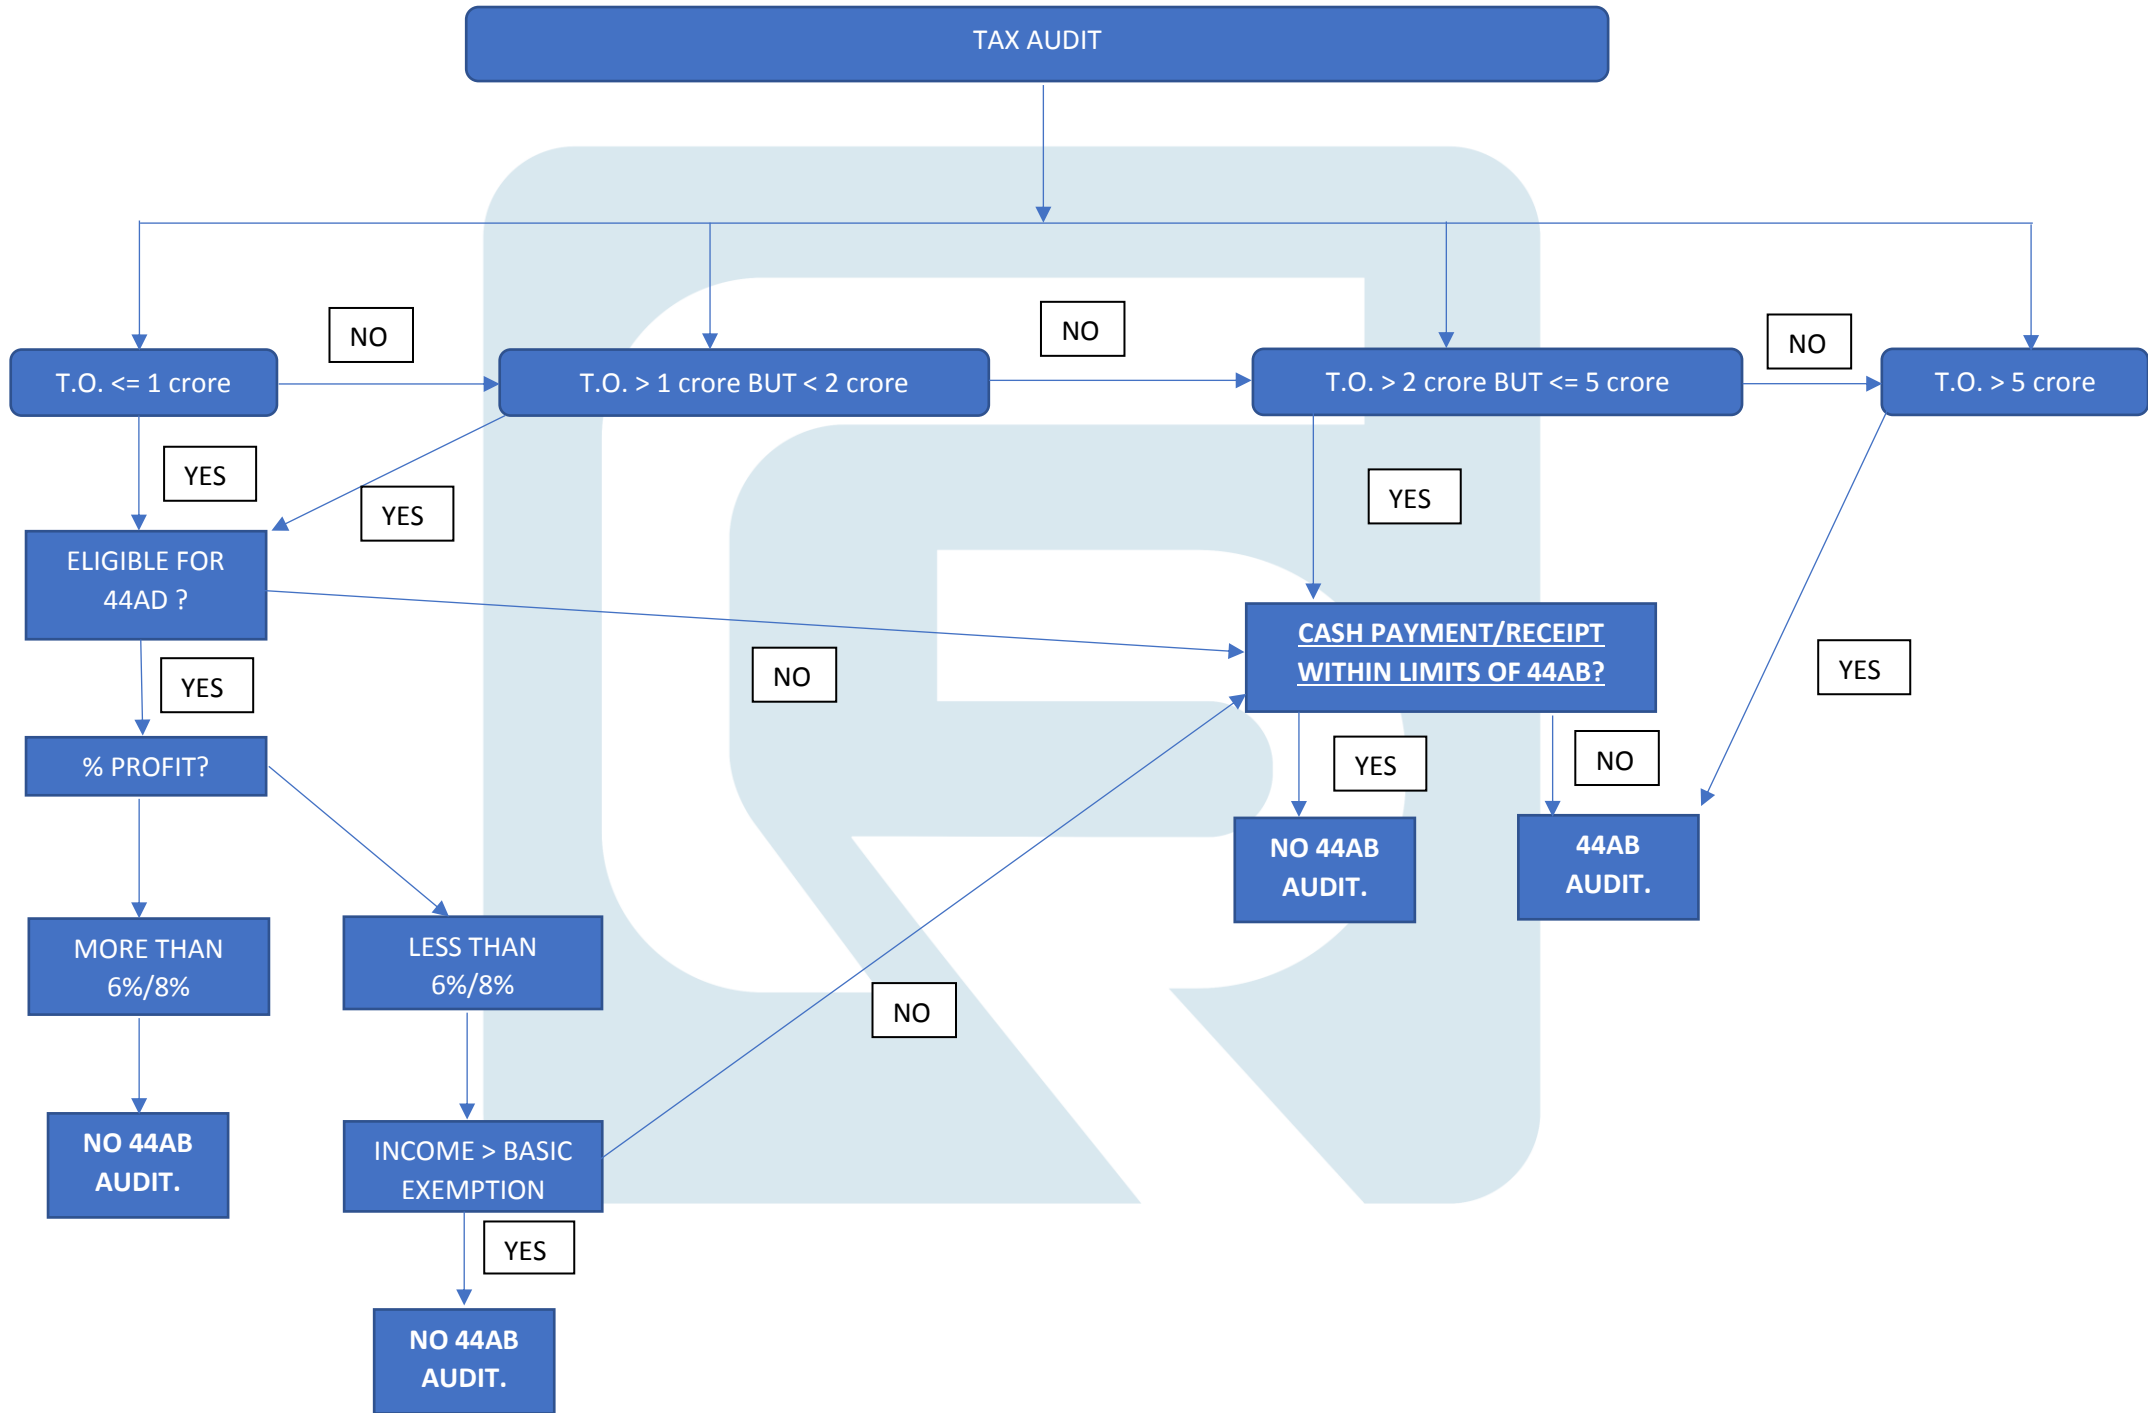 TAX AUDIT
NO
NO
NO
T.O. <= 1 crore
T.O. > 1 crore BUT < 2 crore
T.O. > 2 crore BUT <= 5 crore
T.O. > 5 crore
YES
YES
YES
ELIGIBLE FOR
44AD ?
CASH PAYMENT/RECEIPT
WITHIN LIMITS OF 44AB?
NO
YES
YES
% PROFIT?
YES
NO
NO 44AB
AUDIT.
44AB
AUDIT.
MORE THAN
6%/8%
LESS THAN
6%/8%
NO
NO 44AB
AUDIT.
INCOME > BASIC
EXEMPTION
YES
NO 44AB
AUDIT.